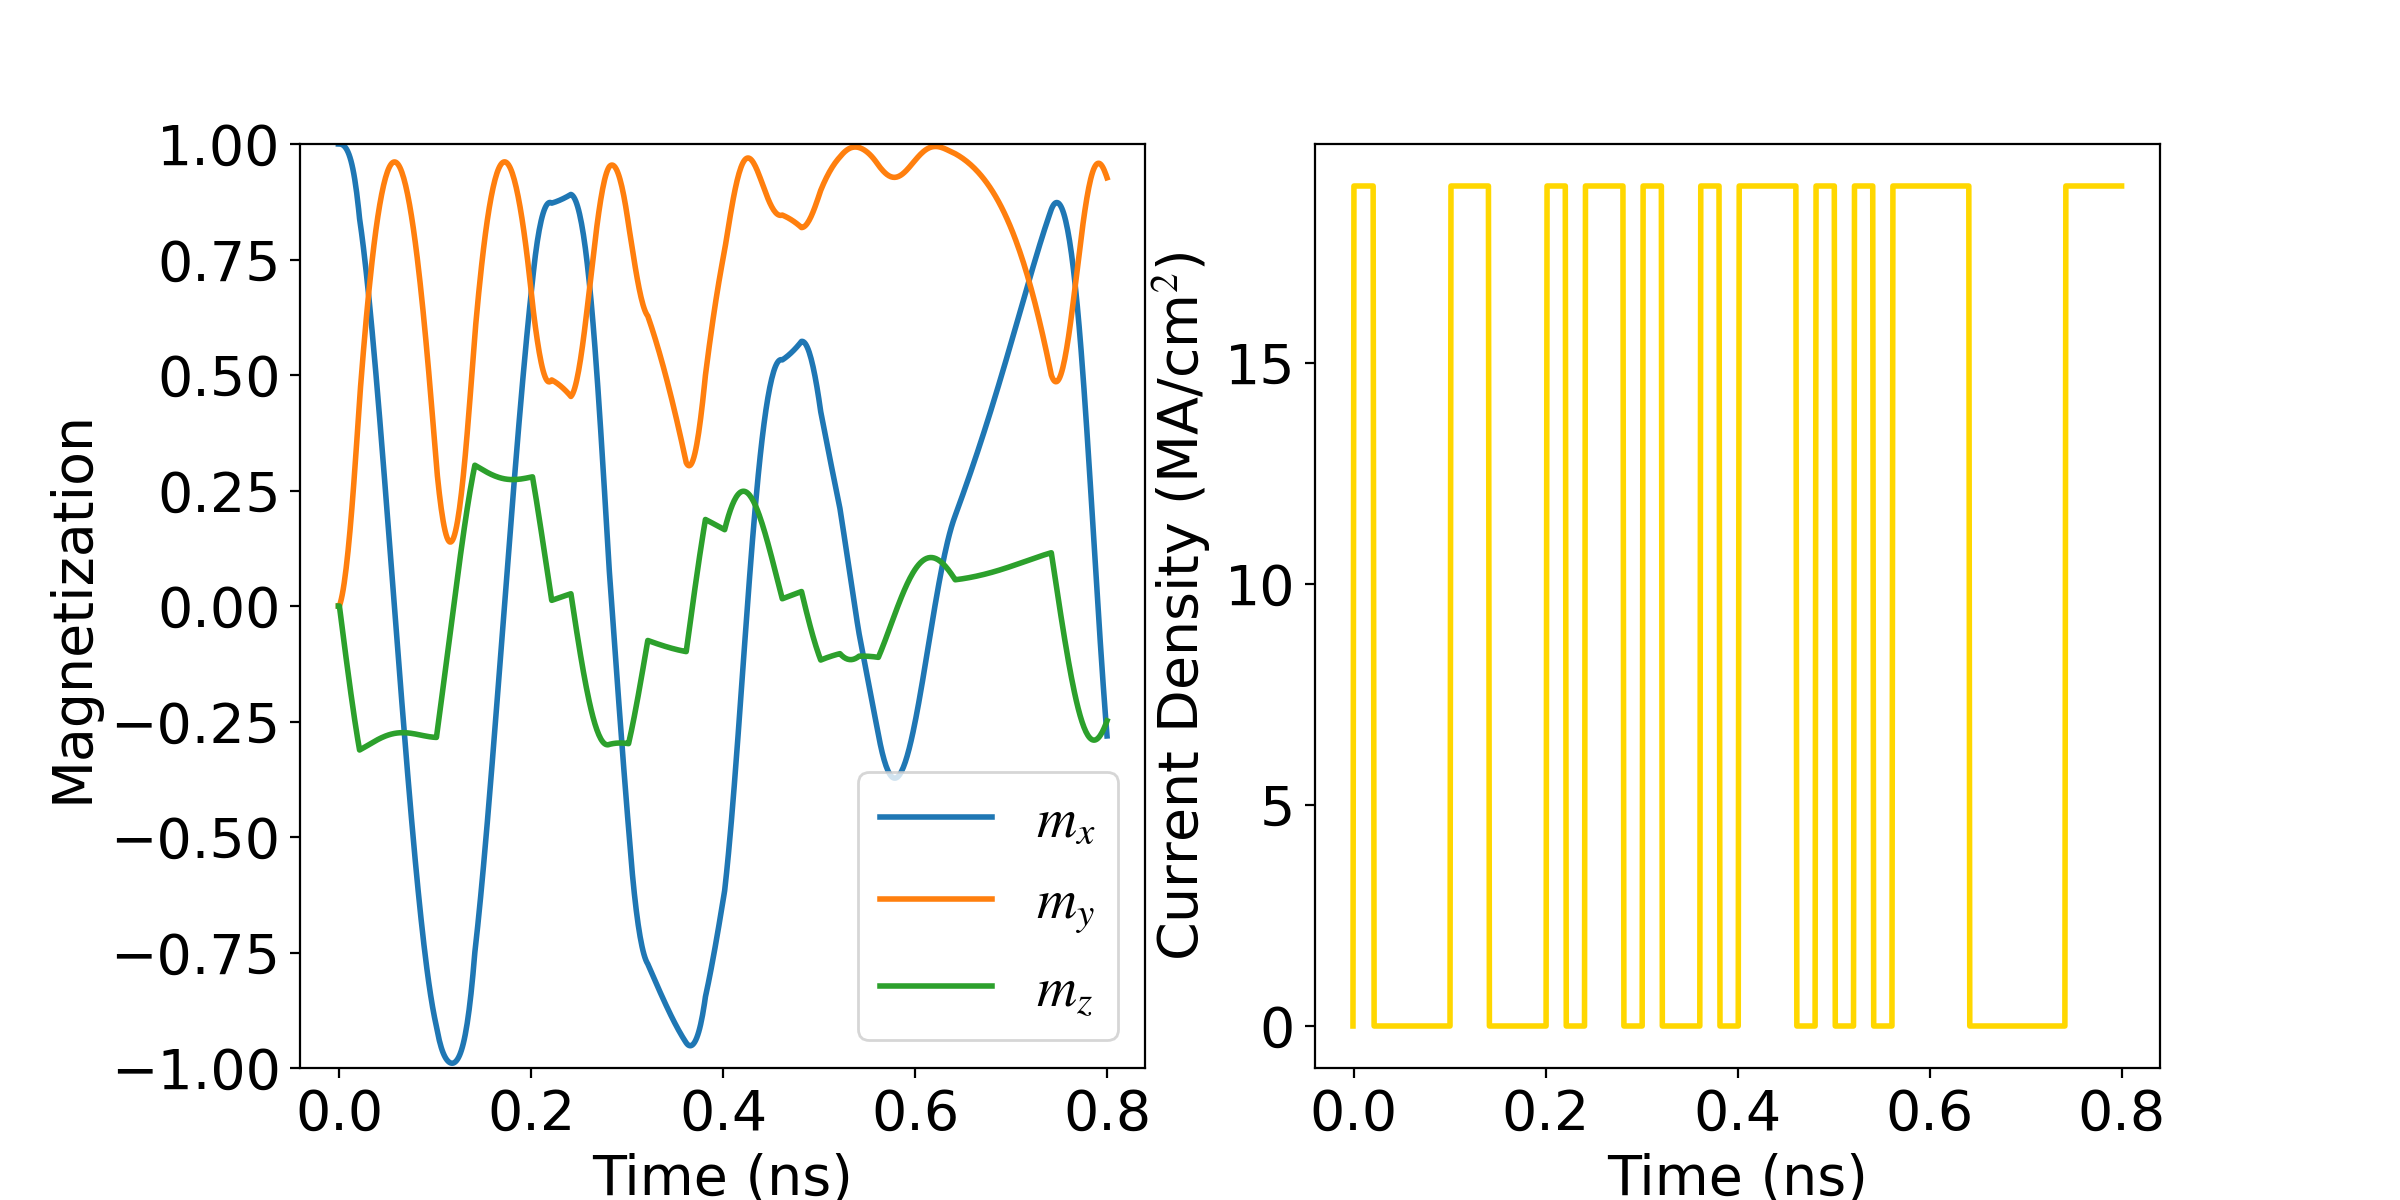 Magnetization
1.00
0.75
0.50
0.25
0.00
−0.25
−0.50
−0.75
−1.00
0.0 0.2 0.4 0.6 0.8
Time (ns)
m_x
m_y
m_z
Current Density (MA/cm²)
15
10
5
0
0.0 0.2 0.4 0.6 0.8
Time (ns)